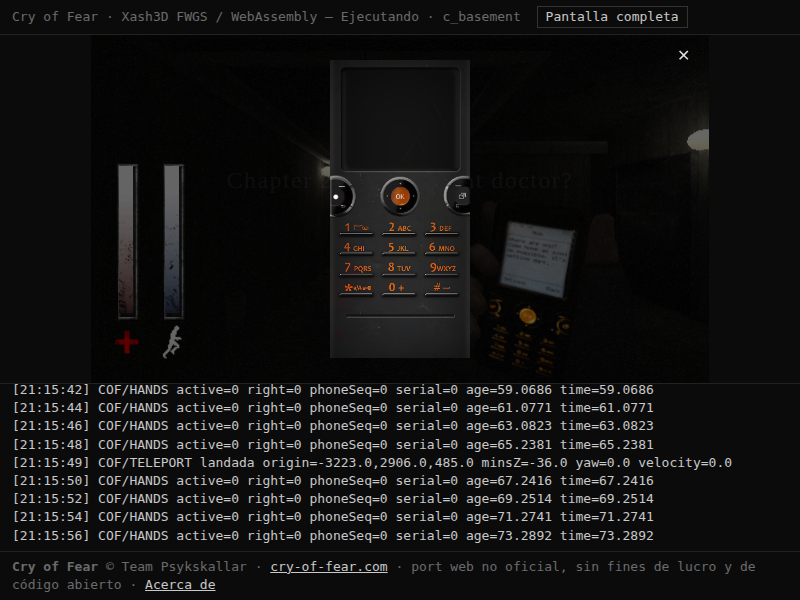 Cry of Fear · Xash3D FWGS / WebAssembly — Ejecutando · c_basement
Pantalla completa
×
Chapter
t doctor?
OK
1
2 ABC
3 DEF
4 GHI
5 JKL
6 MNO
7 PQRS
8 TUV
9WXYZ
*
0 +
#
[21:15:42] COF/HANDS active=0 right=0 phoneSeq=0 serial=0 age=59.0686 time=59.0686
[21:15:44] COF/HANDS active=0 right=0 phoneSeq=0 serial=0 age=61.0771 time=61.0771
[21:15:46] COF/HANDS active=0 right=0 phoneSeq=0 serial=0 age=63.0823 time=63.0823
[21:15:48] COF/HANDS active=0 right=0 phoneSeq=0 serial=0 age=65.2381 time=65.2381
[21:15:49] COF/TELEPORT landada origin=-3223.0,2906.0,485.0 minsZ=-36.0 yaw=0.0 velocity=0.0
[21:15:50] COF/HANDS active=0 right=0 phoneSeq=0 serial=0 age=67.2416 time=67.2416
[21:15:52] COF/HANDS active=0 right=0 phoneSeq=0 serial=0 age=69.2514 time=69.2514
[21:15:54] COF/HANDS active=0 right=0 phoneSeq=0 serial=0 age=71.2741 time=71.2741
[21:15:56] COF/HANDS active=0 right=0 phoneSeq=0 serial=0 age=73.2892 time=73.2892
Cry of Fear © Team Psykskallar · cry-of-fear.com · port web no oficial, sin fines de lucro y de
código abierto · Acerca de